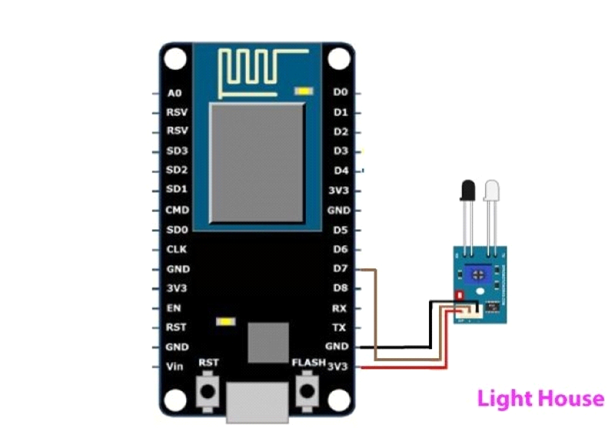 A0
RSV
RSV
SD3
SD2
SD1
CMD
SD0
CLK
GND
3V3
EN
RST
GND
Vin
D0
D1
D2
D3
D4
3V3
GND
D5
D6
D7
D8
RX
TX
GND
3V3
RST
FLASH
Light House